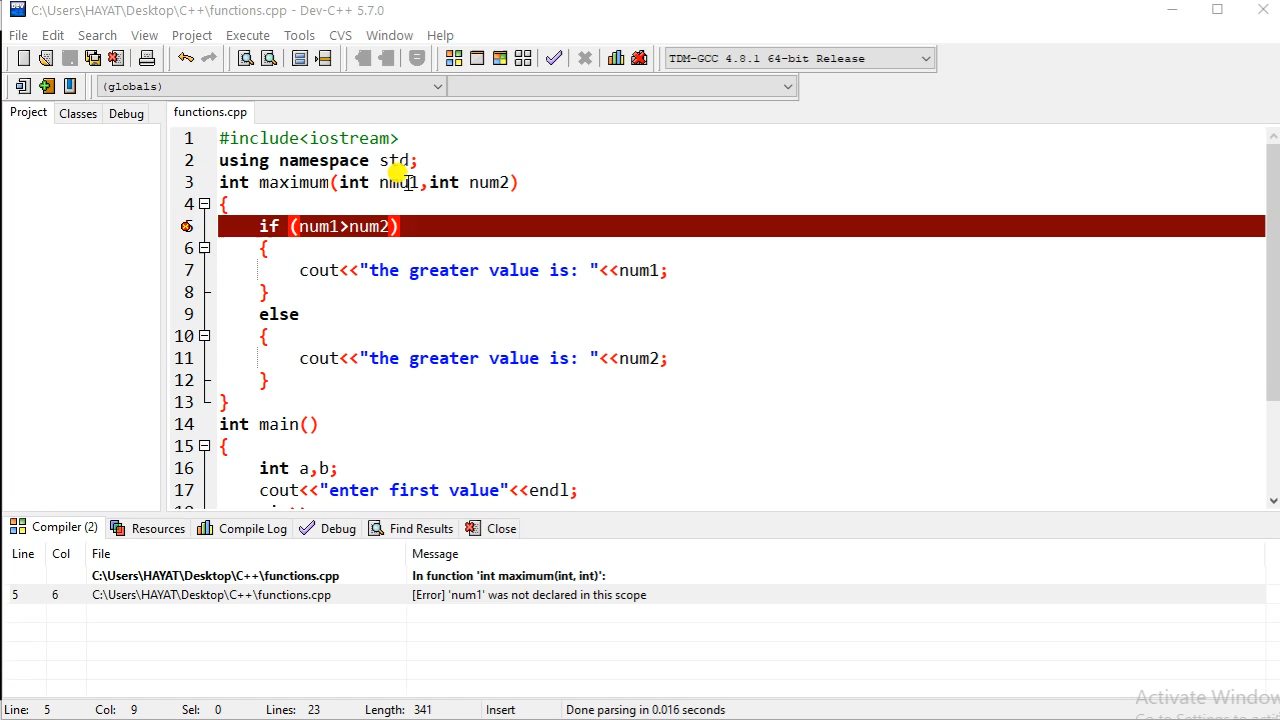 C:\Users\HAYAT\Desktop\C++\functions.cpp - Dev-C++ 5.7.0
File Edit Search View Project Execute Tools CVS Window Help
TDM-GCC 4.8.1 64-bit Release
(globals)
Project Classes Debug functions.cpp
1 #include<iostream>
2 using namespace std;
3 int maximum(int nmu1,int num2)
4 {
5 if (num1>num2)
6 {
7 cout<<"the greater value is: "<<num1;
8 }
9 else
10 {
11 cout<<"the greater value is: "<<num2;
12 }
13 }
14 int main()
15 {
16 int a,b;
17 cout<<"enter first value"<<endl;
Compiler (2) Resources Compile Log Debug Find Results Close
Line Col File Message
C:\Users\HAYAT\Desktop\C++\functions.cpp In function 'int maximum(int, int)':
5 6 C:\Users\HAYAT\Desktop\C++\functions.cpp [Error] 'num1' was not declared in this scope
Activate Window
Line: 5 Col: 9 Sel: 0 Lines: 23 Length: 341 Insert Done parsing in 0.016 seconds